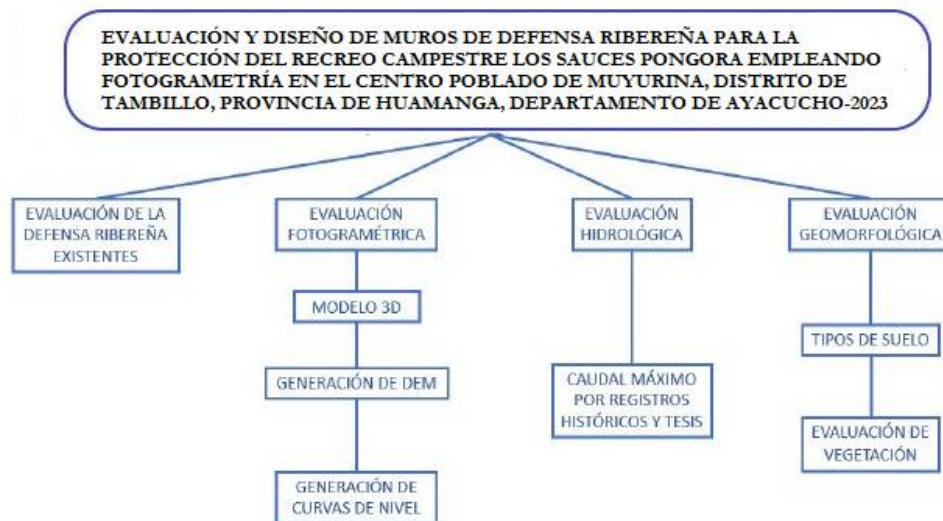 EVALUACIÓN Y DISEÑO DE MUROS DE DEFENSA RIBEREÑA PARA LA
PROTECCIÓN DEL RECREO CAMPESTRE LOS SAUCES PONGORA EMPLEANDO
FOTOGRAMETRÍA EN EL CENTRO POBLADO DE MUYURINA, DISTRITO DE
TAMBILLO, PROVINCIA DE HUAMANGA, DEPARTAMENTO DE AYACUCHO-2023
EVALUACIÓN DE LA
DEFENSA RIBEREÑA
EXISTENTES
EVALUACIÓN
FOTOGRAMÉTRICA
MODELO 3D
GENERACIÓN DE DEM
GENERACIÓN DE
CURVAS DE NIVEL
EVALUACIÓN
HIDROLÓGICA
CAUDAL MÁXIMO
POR REGISTROS
HISTÓRICOS Y TESIS
EVALUACIÓN
GEOMORFOLÓGICA
TIPOS DE SUELO
EVALUACIÓN DE
VEGETACIÓN